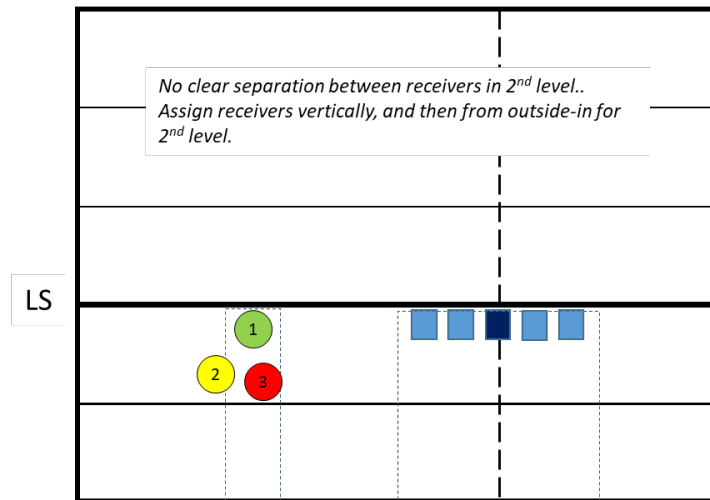 No clear separation between receivers in 2nd level..
Assign receivers vertically, and then from outside-in for
2nd level.
LS
1
2
3